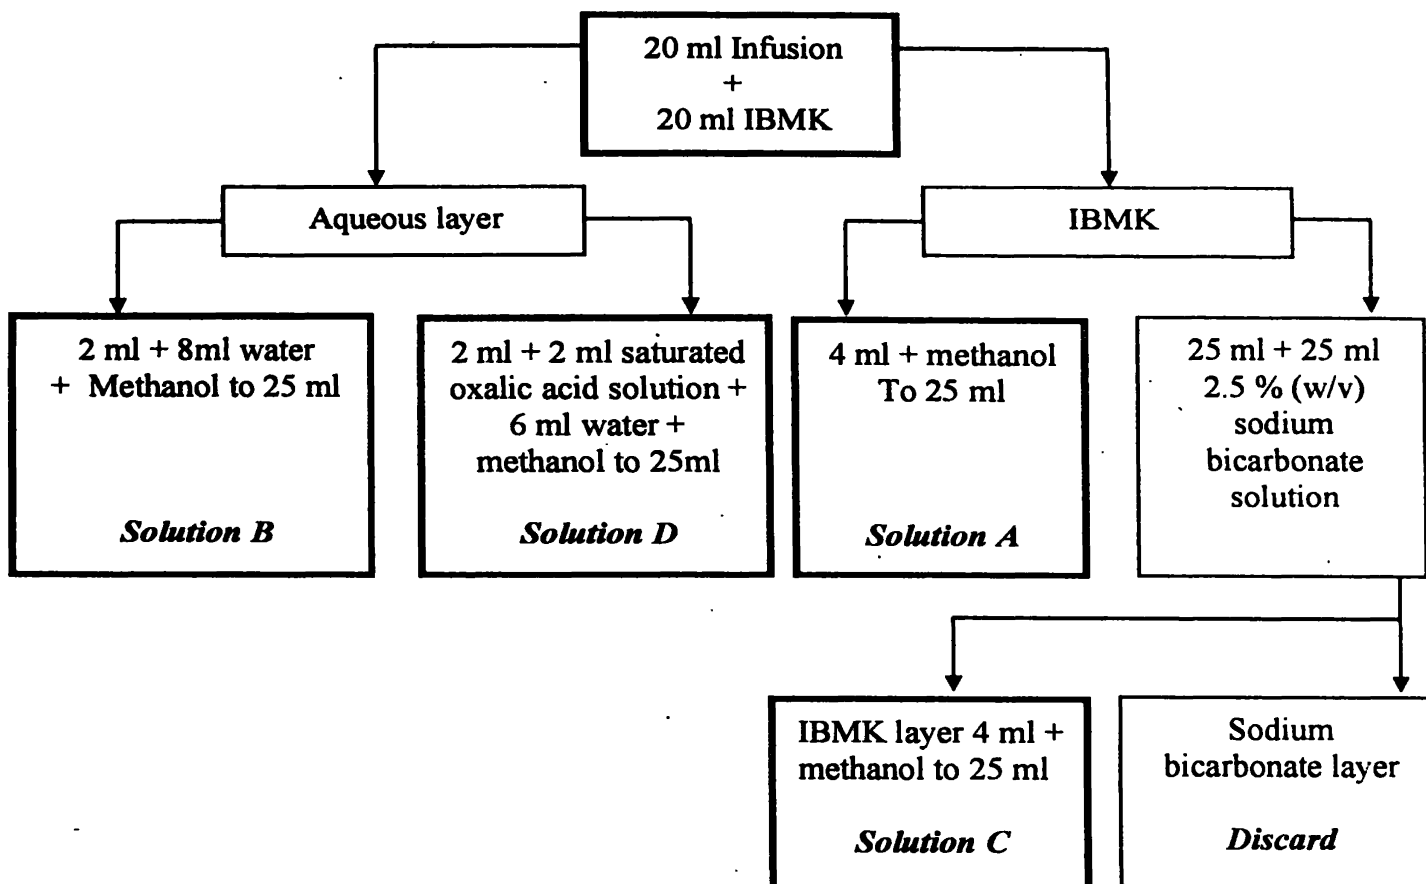 20 ml Infusion
+
20 ml IBMK
Aqueous layer
IBMK
2 ml + 8ml water
+ Methanol to 25 ml
Solution B
2 ml + 2 ml saturated
oxalic acid solution +
6 ml water +
methanol to 25ml
Solution D
4 ml + methanol
To 25 ml
Solution A
25 ml + 25 ml
2.5 % (w/v)
sodium
bicarbonate
solution
IBMK layer 4 ml +
methanol to 25 ml
Solution C
Sodium
bicarbonate layer
Discard